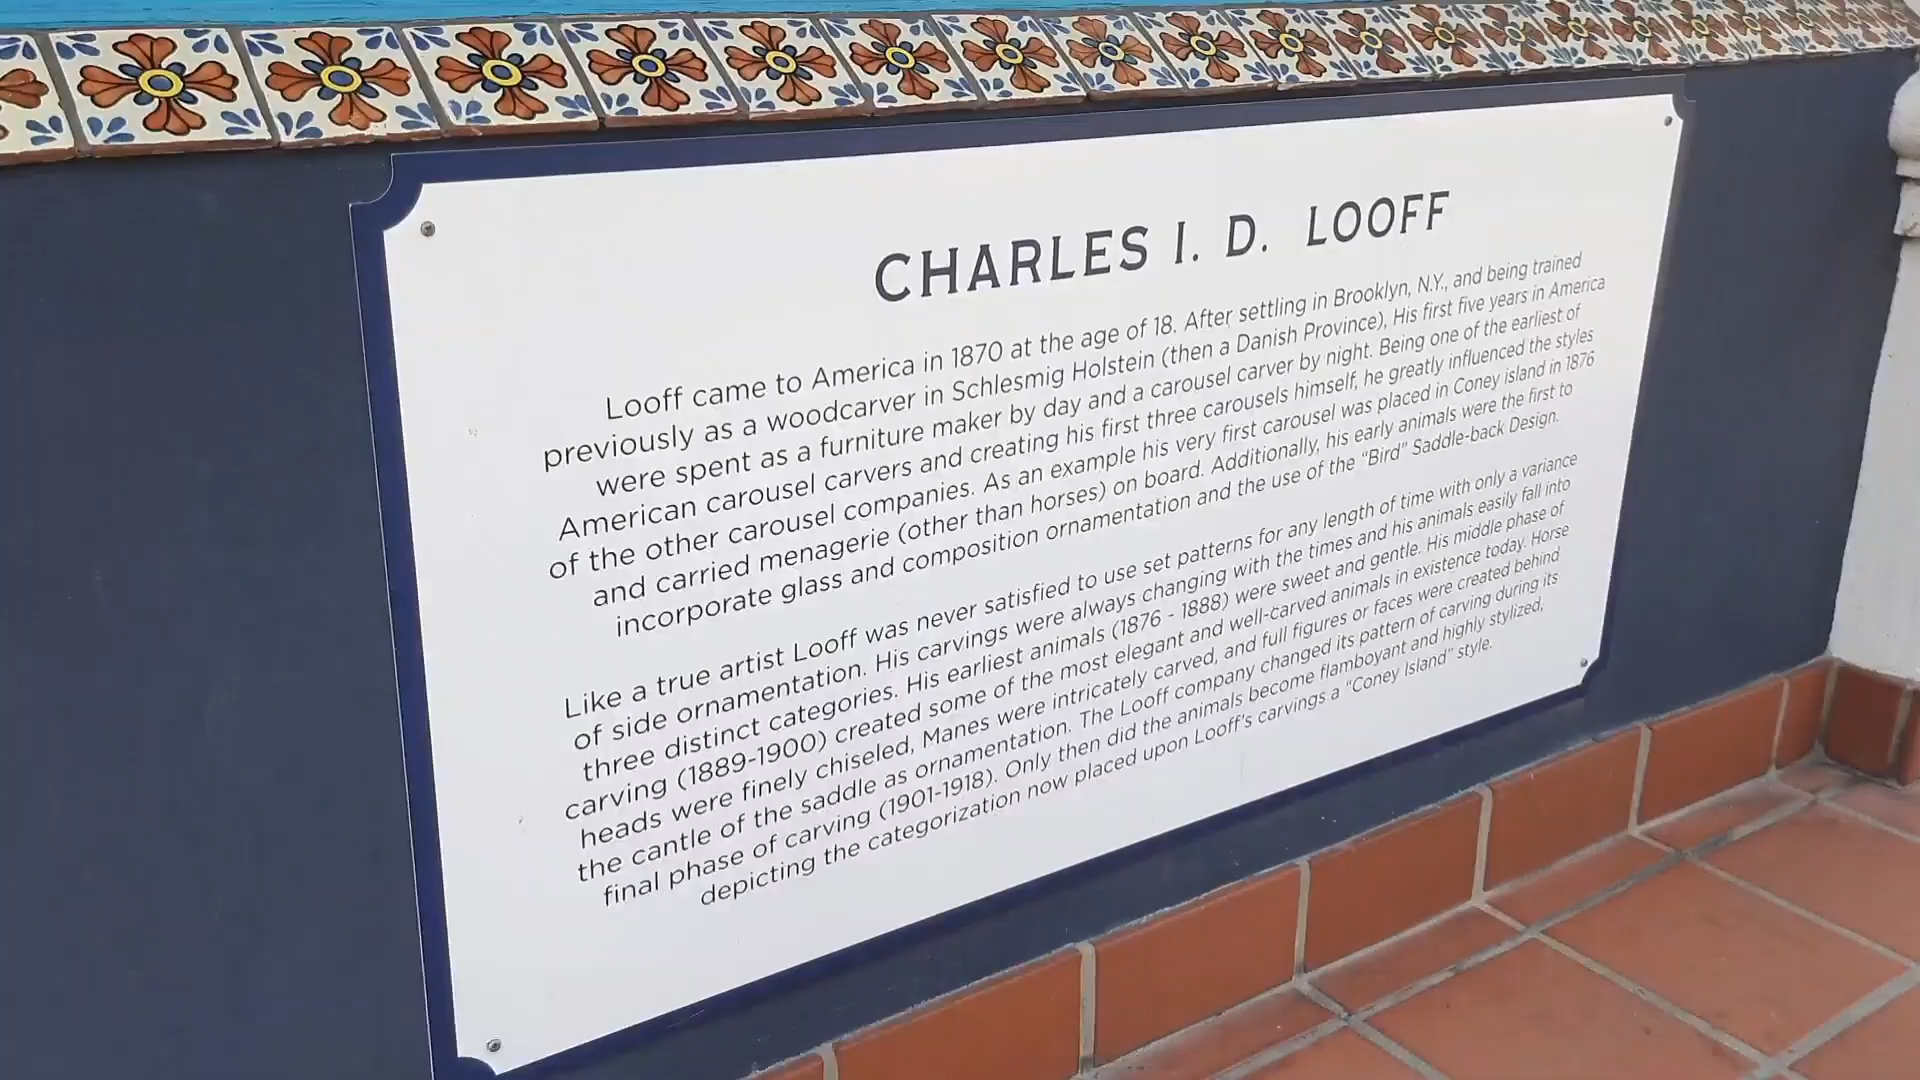 CHARLES I. D. LOOFF
Looff came to America in 1870 at the age of 18. After settling in Brooklyn, N.Y., and being trained
previously as a woodcarver in Schlesmig Holstein (then a Danish Province), His first five years in America
were spent as a furniture maker by day and a carousel carver by night. Being one of the earliest of
American carousel carvers and creating his first three carousels himself, he greatly influenced the styles
of the other carousel companies. As an example his very first carousel was placed in Coney island in 1876
and carried menagerie (other than horses) on board. Additionally, his early animals were the first to
incorporate glass and composition ornamentation and the use of the "Bird" Saddle-back Design.
Like a true artist Looff was never satisfied to use set patterns for any length of time with only a variance
of side ornamentation. His carvings were always changing with the times and his animals easily fall into
three distinct categories. His earliest animals (1876 - 1888) were sweet and gentle. His middle phase of
carving (1889-1900) created some of the most elegant and well-carved animals in existence today. Horse
heads were finely chiseled, Manes were intricately carved, and full figures or faces were created behind
the cantle of the saddle as ornamentation. The Looff company changed its pattern of carving during its
final phase of carving (1901-1918). Only then did the animals become flamboyant and highly stylized,
depicting the categorization now placed upon Looff's carvings a "Coney Island" style.